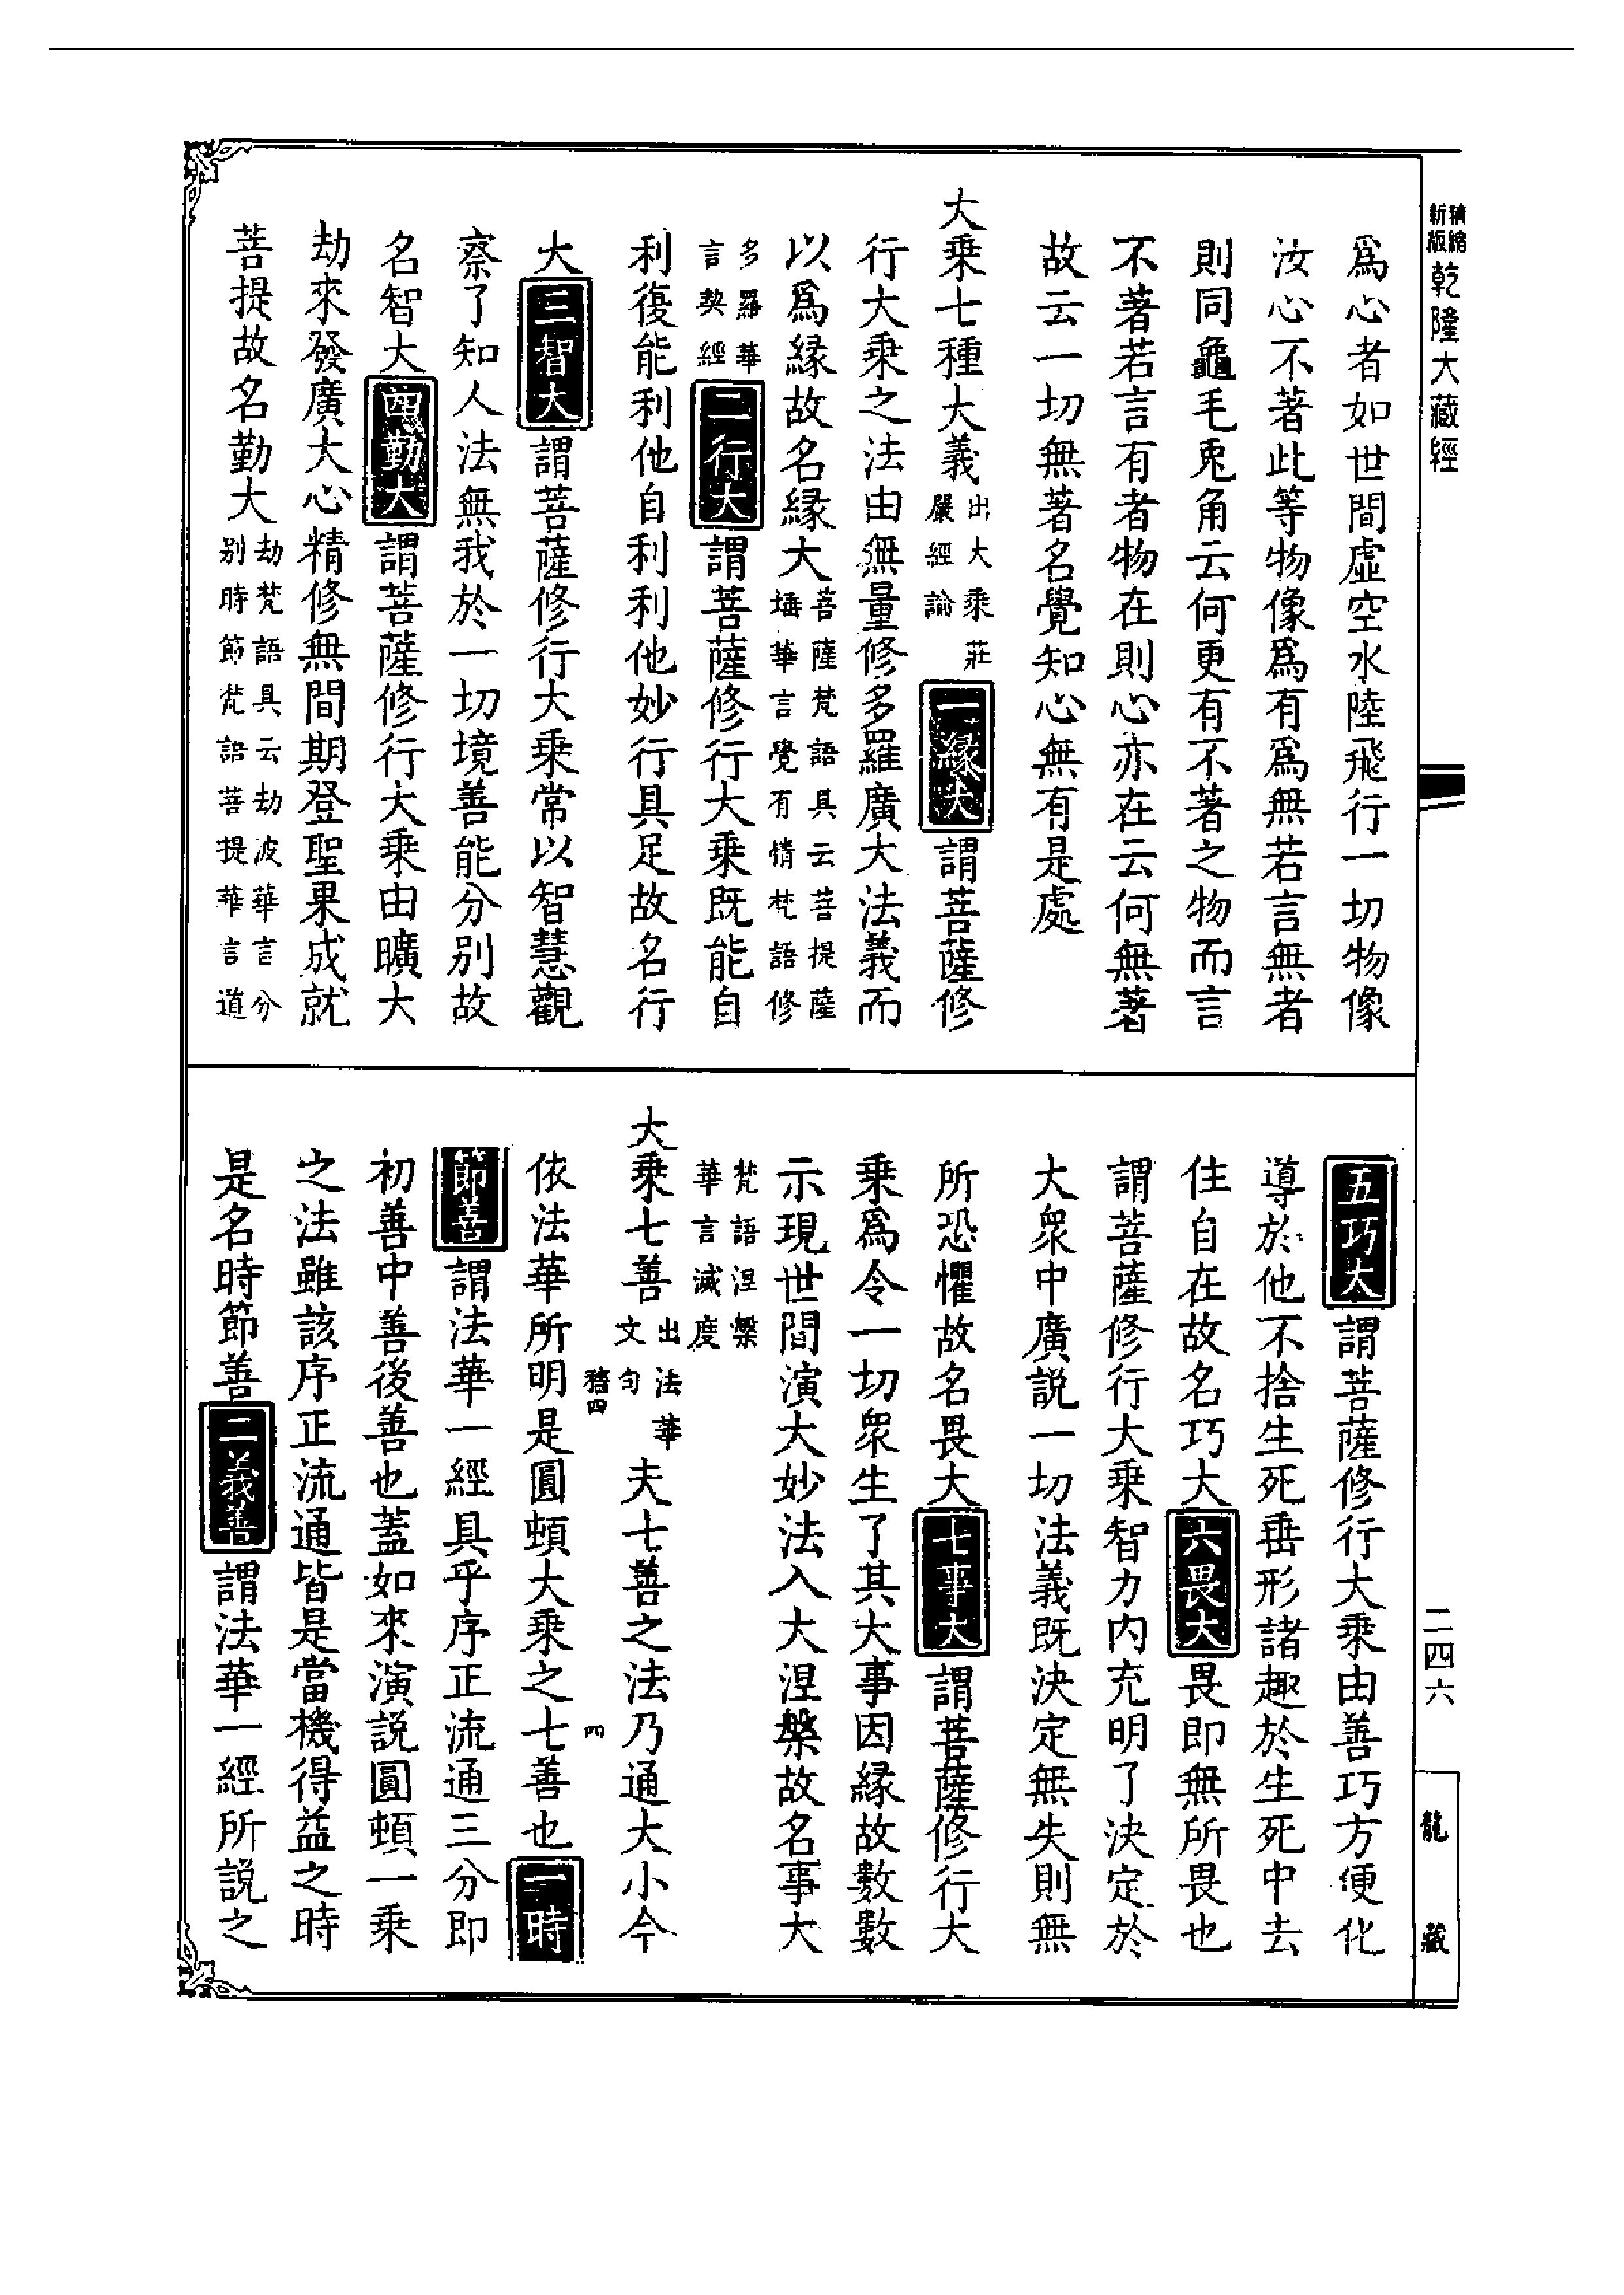 精縮新版乾隆大藏經
爲心者如世間虛空水陸飛行一切物像
汝心不著此等物像爲有爲無若言無者
則同龜毛兎角云何更有不著之物而言
不著若言有者物在則心亦在云何無著
故云一切無著名覺知心無有是處
大乘七種大義出大乘莊嚴經論一緣大謂菩薩修
行大乘之法由無量修多羅廣大法義而
以爲緣故名緣大菩薩梵語具云菩提薩埵華言覺有情梵語修
多羅華言契經二行大謂菩薩修行大乘既能自
利復能利他自利利他妙行具足故名行
大三智大謂菩薩修行大乘常以智慧觀
察了知人法無我於一切境善能分別故
名智大四勤大謂菩薩修行大乘由曠大
劫來發廣大心精修無間期登聖果成就
菩提故名勤大劫梵語具云劫波華言分別時節梵語菩提華言道
五巧大謂菩薩修行大乘由善巧方便化
導於他不捨生死垂形諸趣於生死中去
住自在故名巧大六畏大畏即無所畏也
謂菩薩修行大乘智力內充明了決定於
大衆中廣説一切法義既決定無失則無
所恐懼故名畏大七事大謂菩薩修行大
乘爲令一切衆生了其大事因緣故數數
示現世間演大妙法入大涅槃故名事大
梵語涅槃華言滅度
大乘七善出法華文句夫七善之法乃通大小今
務四
四
依法華所明是圓頓大乘之七善也一時
節善謂法華一經具乎序正流通三分即
初善中善後善也蓋如來演説圓頓一乘
之法雖該序正流通皆是當機得益之時
是名時節善二義善謂法華一經所説之
二四六
龍藏